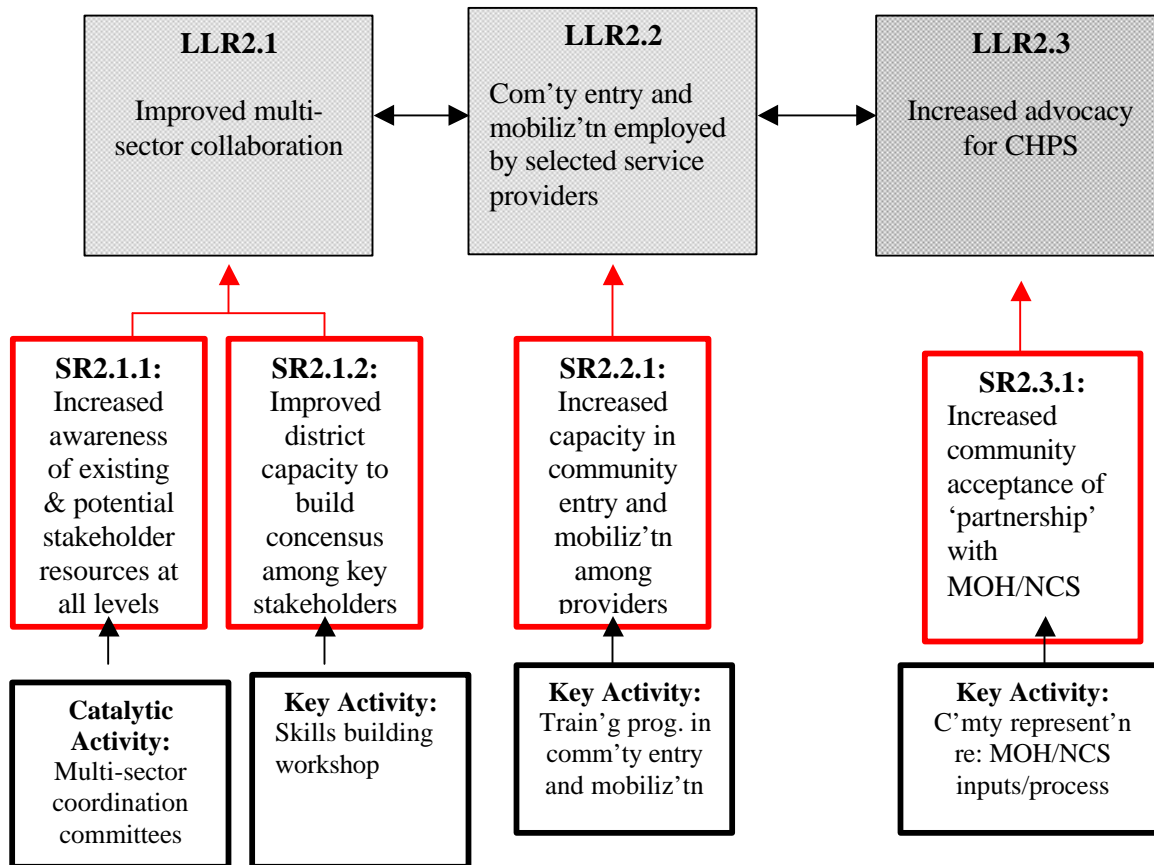 LLR2.1
Improved multi-
sector collaboration
LLR2.2
Com’ty entry and
mobiliz’tn employed
by selected service
providers
LLR2.3
Increased advocacy
for CHPS
SR2.1.1:
Increased
awareness
of existing
& potential
stakeholder
resources at
all levels
SR2.1.2:
Improved
district
capacity to
build
concensus
among key
stakeholders
SR2.2.1:
Increased
capacity in
community
entry and
mobiliz’tn
among
providers
SR2.3.1:
Increased
community
acceptance of
‘partnership’
with
MOH/NCS
Catalytic
Activity:
Multi-sector
coordination
committees
Key Activity:
Skills building
workshop
Key Activity:
Train’g prog. in
comm’ty entry
and mobiliz’tn
Key Activity:
C’mty represent’n
re: MOH/NCS
inputs/process